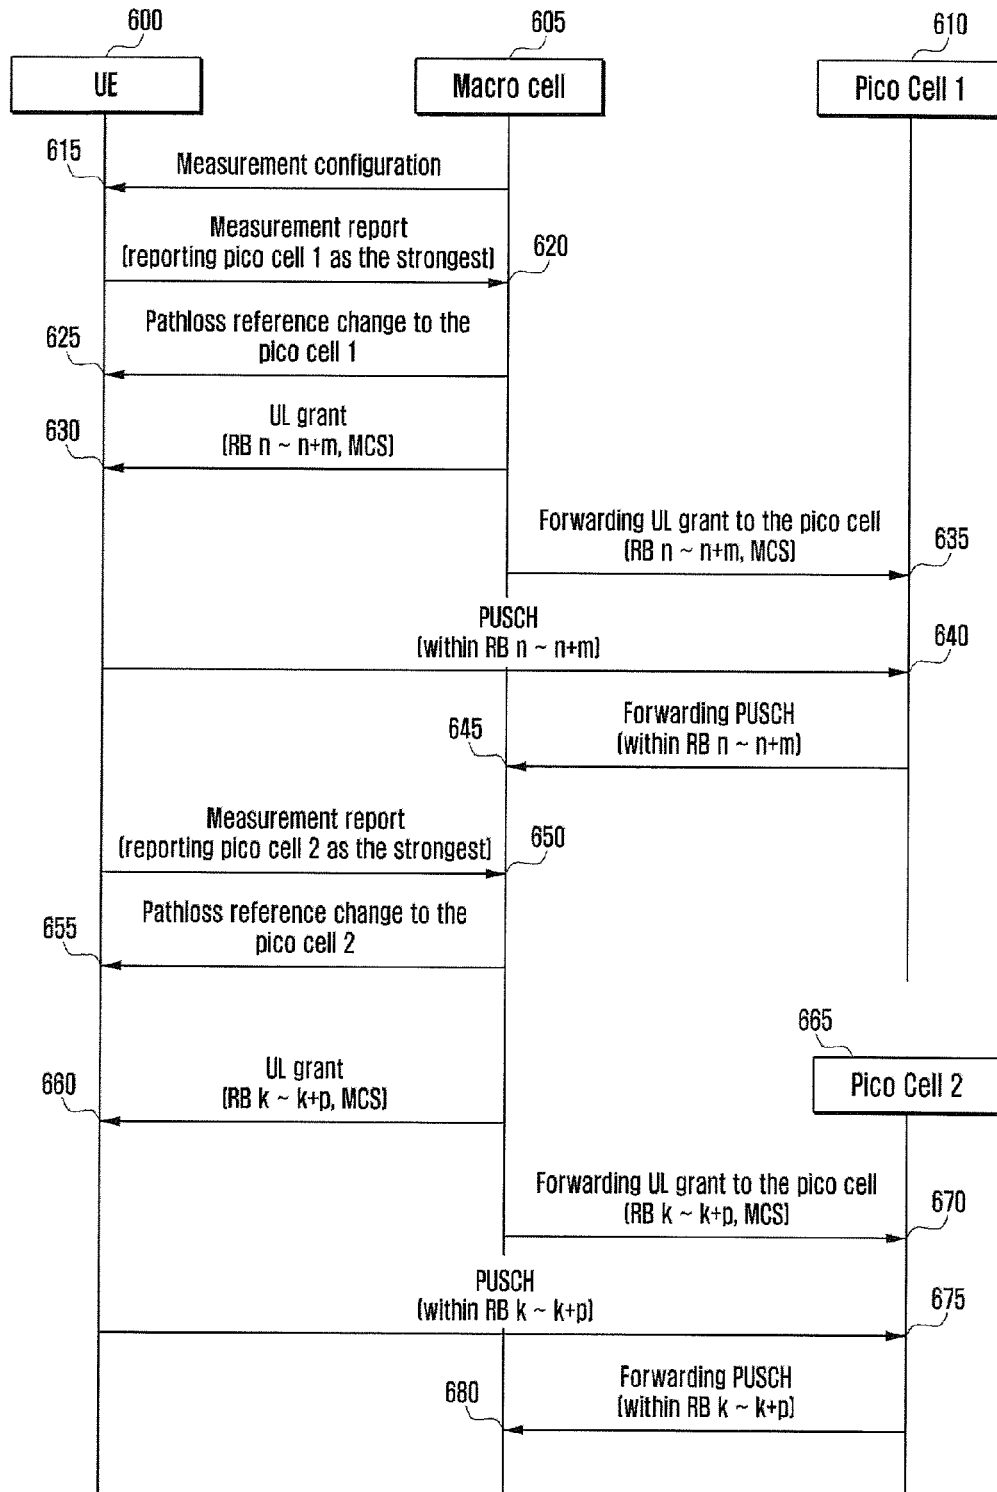 600
605
610
UE
Macro cell
Pico Cell 1
615
Measurement configuration
Measurement report
(reporting pico cell 1 as the strongest)
620
625
Pathloss reference change to the
pico cell 1
630
UL grant
(RB n ~ n+m, MCS)
Forwarding UL grant to the pico cell
(RB n ~ n+m, MCS)
635
PUSCH
(within RB n ~ n+m)
640
645
Forwarding PUSCH
(within RB n ~ n+m)
Measurement report
(reporting pico cell 2 as the strongest)
650
655
Pathloss reference change to the
pico cell 2
665
Pico Cell 2
660
UL grant
(RB k ~ k+p, MCS)
Forwarding UL grant to the pico cell
(RB k ~ k+p, MCS)
670
PUSCH
(within RB k ~ k+p)
675
680
Forwarding PUSCH
(within RB k ~ k+p)